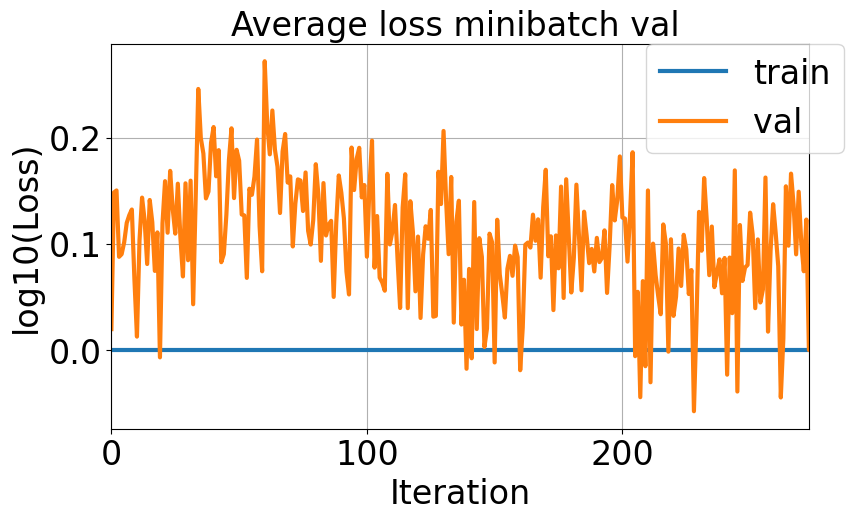 Average loss minibatch val
train
val
0.2
0.1
0.0
log10(Loss)
0
100
200
Iteration